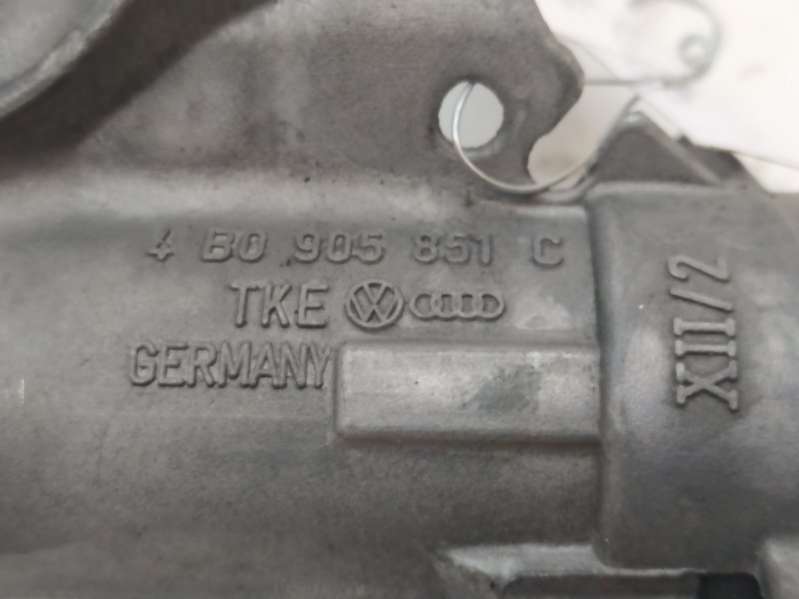 4 B0 905 851 C
TKE
GERMANY
XII/2